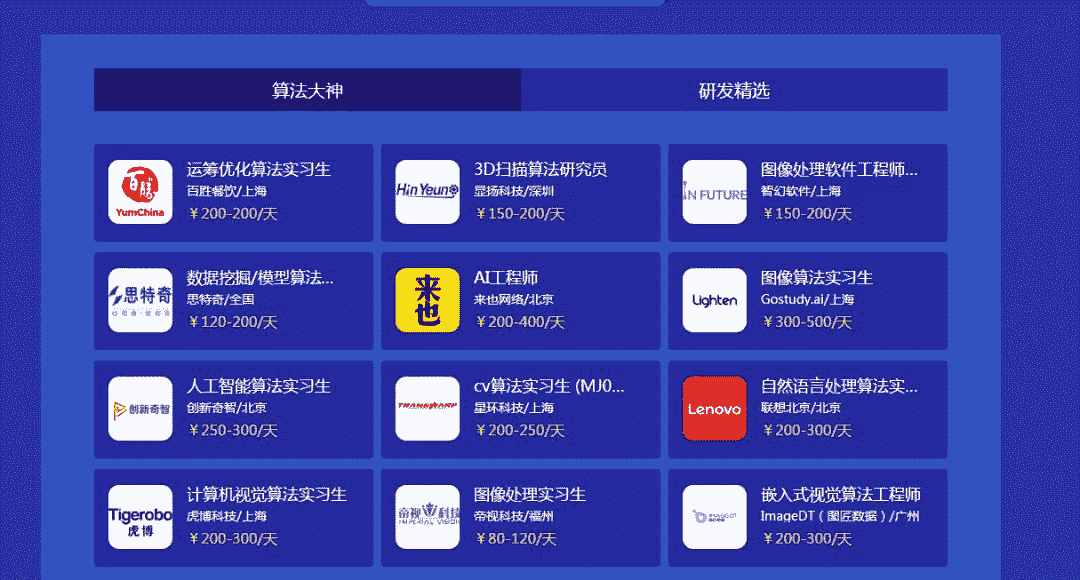 算法大神
研发精选
百胜
YumChina
运筹优化算法实习生
百胜餐饮/上海
￥200-200/天
HinYeung
3D扫描算法研究员
显扬科技/深圳
￥150-200/天
IN FUTURE
图像处理软件工程师...
智幻软件/上海
￥150-200/天
思特奇
数据挖掘/模型算法...
思特奇/全国
￥120-200/天
来也
AI工程师
来也网络/北京
￥200-400/天
Lighten
图像算法实习生
Gostudy.ai/上海
￥300-500/天
创新奇智
人工智能算法实习生
创新奇智/北京
￥250-300/天
TRANSWARP
cv算法实习生 (MJ0...
星环科技/上海
￥200-250/天
Lenovo
自然语言处理算法实...
联想北京/北京
￥200-300/天
Tigerobo
虎博
计算机视觉算法实习生
虎博科技/上海
￥200-300/天
帝视科技
IMPERIAL VISION
图像处理实习生
帝视科技/福州
￥80-120/天
IMAGEDT
嵌入式视觉算法工程师
ImageDT（图匠数据）/广州
￥200-300/天